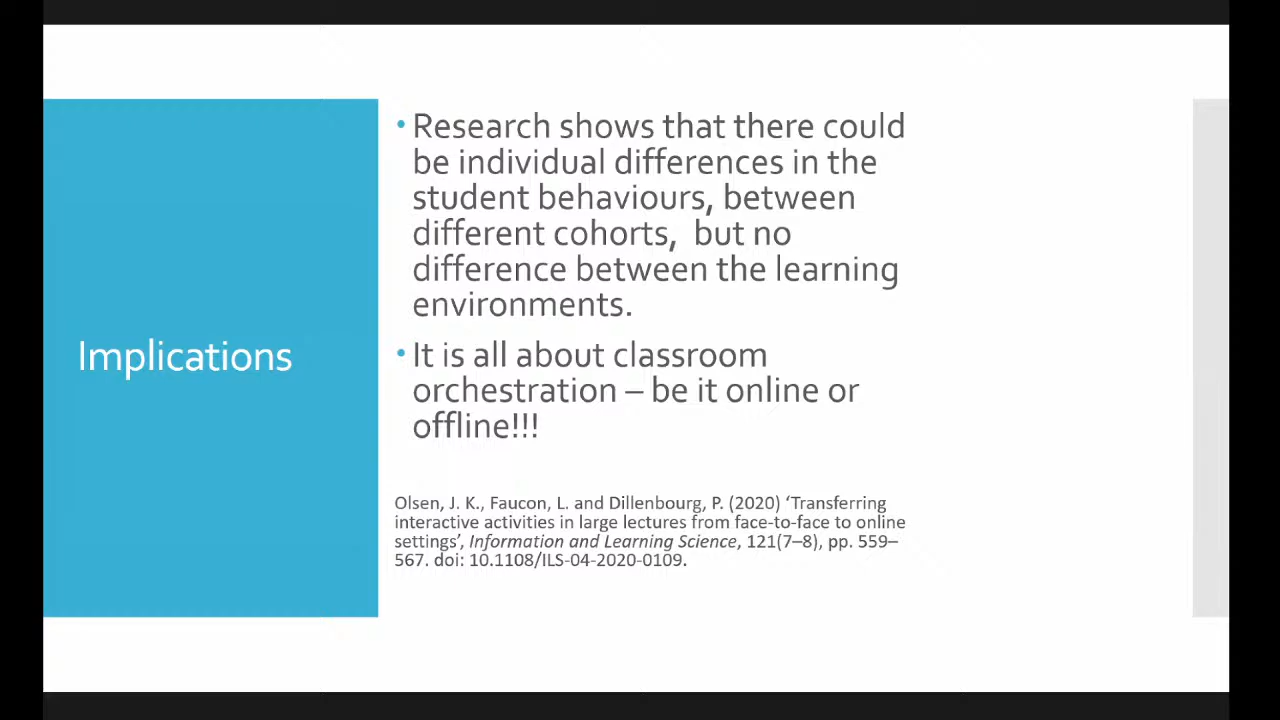 Implications
• Research shows that there could
be individual differences in the
student behaviours, between
different cohorts,  but no
difference between the learning
environments.
• It is all about classroom
orchestration – be it online or
offline!!!
Olsen, J. K., Faucon, L. and Dillenbourg, P. (2020) ‘Transferring
interactive activities in large lectures from face-to-face to online
settings’, Information and Learning Science, 121(7–8), pp. 559–
567. doi: 10.1108/ILS-04-2020-0109.